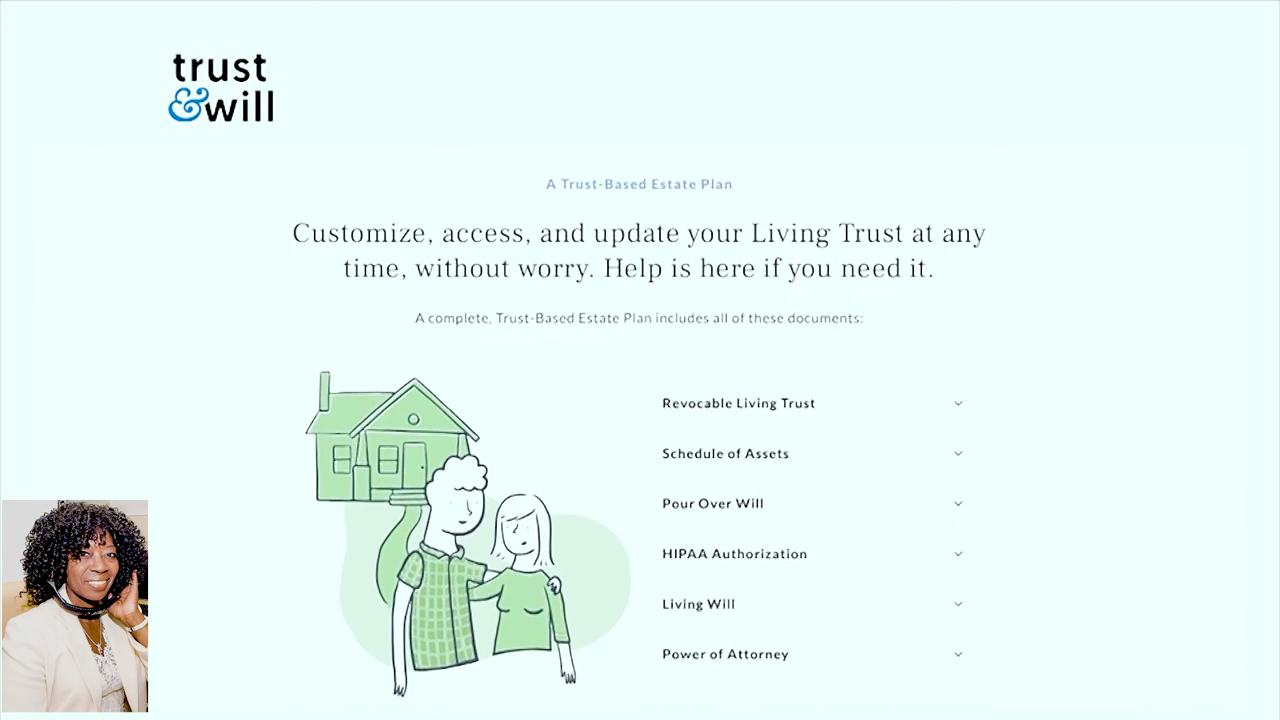 trust
&will
A Trust-Based Estate Plan
Customize, access, and update your Living Trust at any
time, without worry. Help is here if you need it.
A complete, Trust-Based Estate Plan includes all of these documents:
Revocable Living Trust
Schedule of Assets
Pour Over Will
HIPAA Authorization
Living Will
Power of Attorney